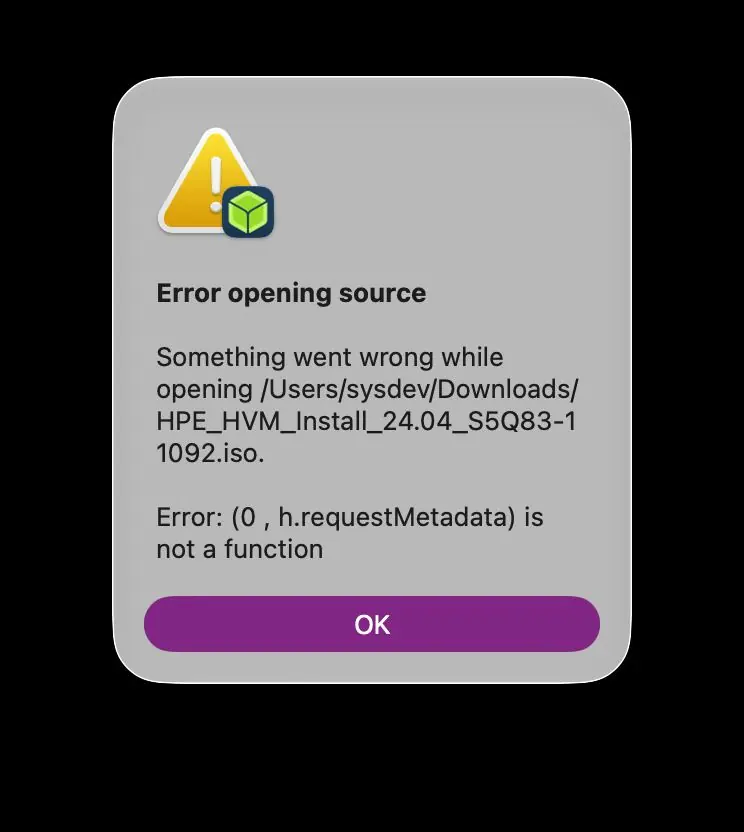 Error opening source
Something went wrong while
opening /Users/sysdev/Downloads/
HPE_HVM_Install_24.04_S5Q83-1
1092.iso.
Error: (0 , h.requestMetadata) is
not a function
OK